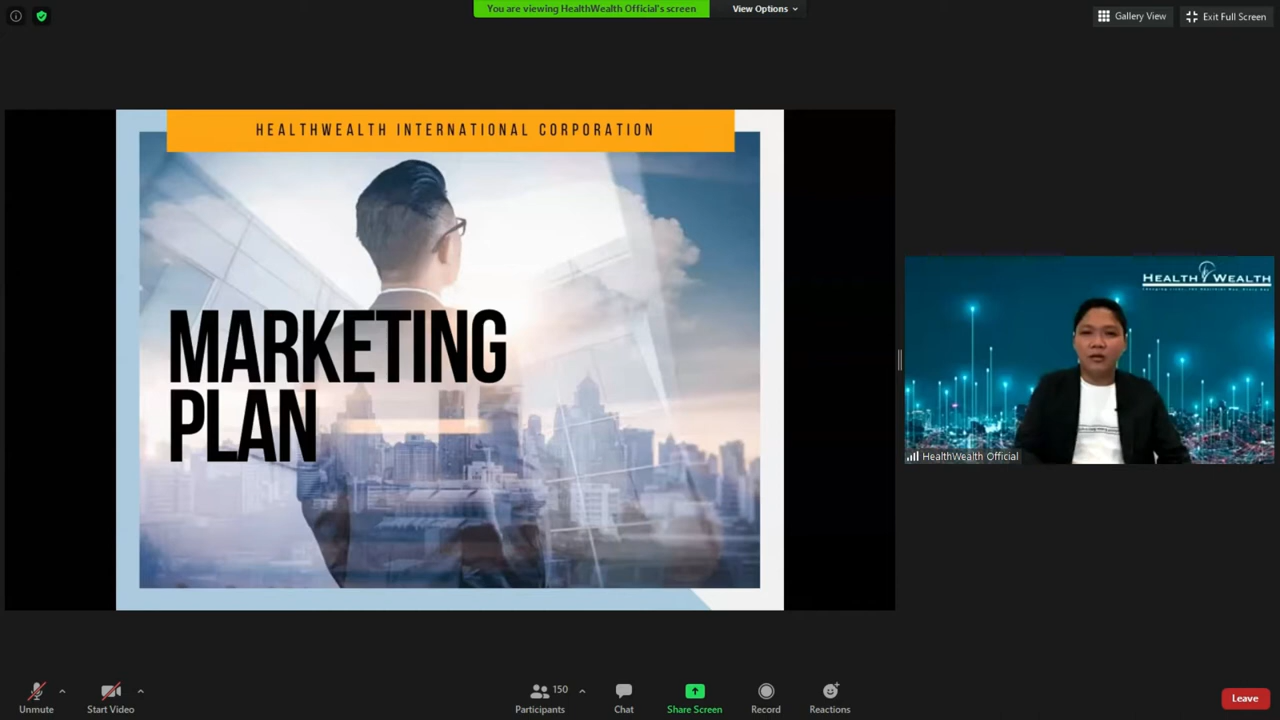 You are viewing HealthWealth Official's screen
View Options
Gallery View
Exit Full Screen
HEALTHWEALTH INTERNATIONAL CORPORATION
MARKETING
PLAN
HEALTH WEALTH
HealthWealth Official
Unmute
Start Video
150
Participants
Chat
Share Screen
Record
Reactions
Leave